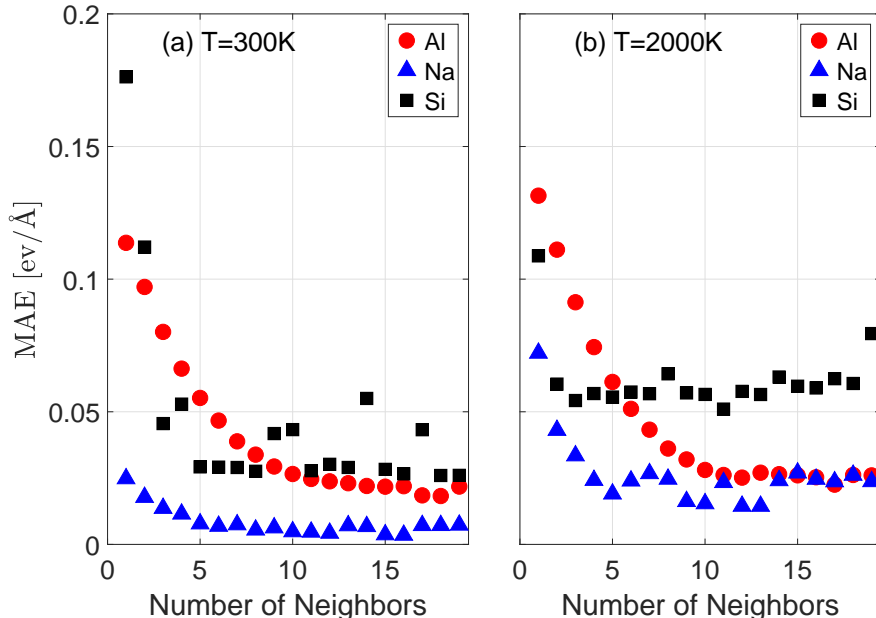 (a) T=300K
Al
Na
Si
(b) T=2000K
Al
Na
Si
MAE [ev/Å]
0.2
0.15
0.1
0.05
0
0 5 10 15
0 5 10 15
Number of Neighbors
Number of Neighbors